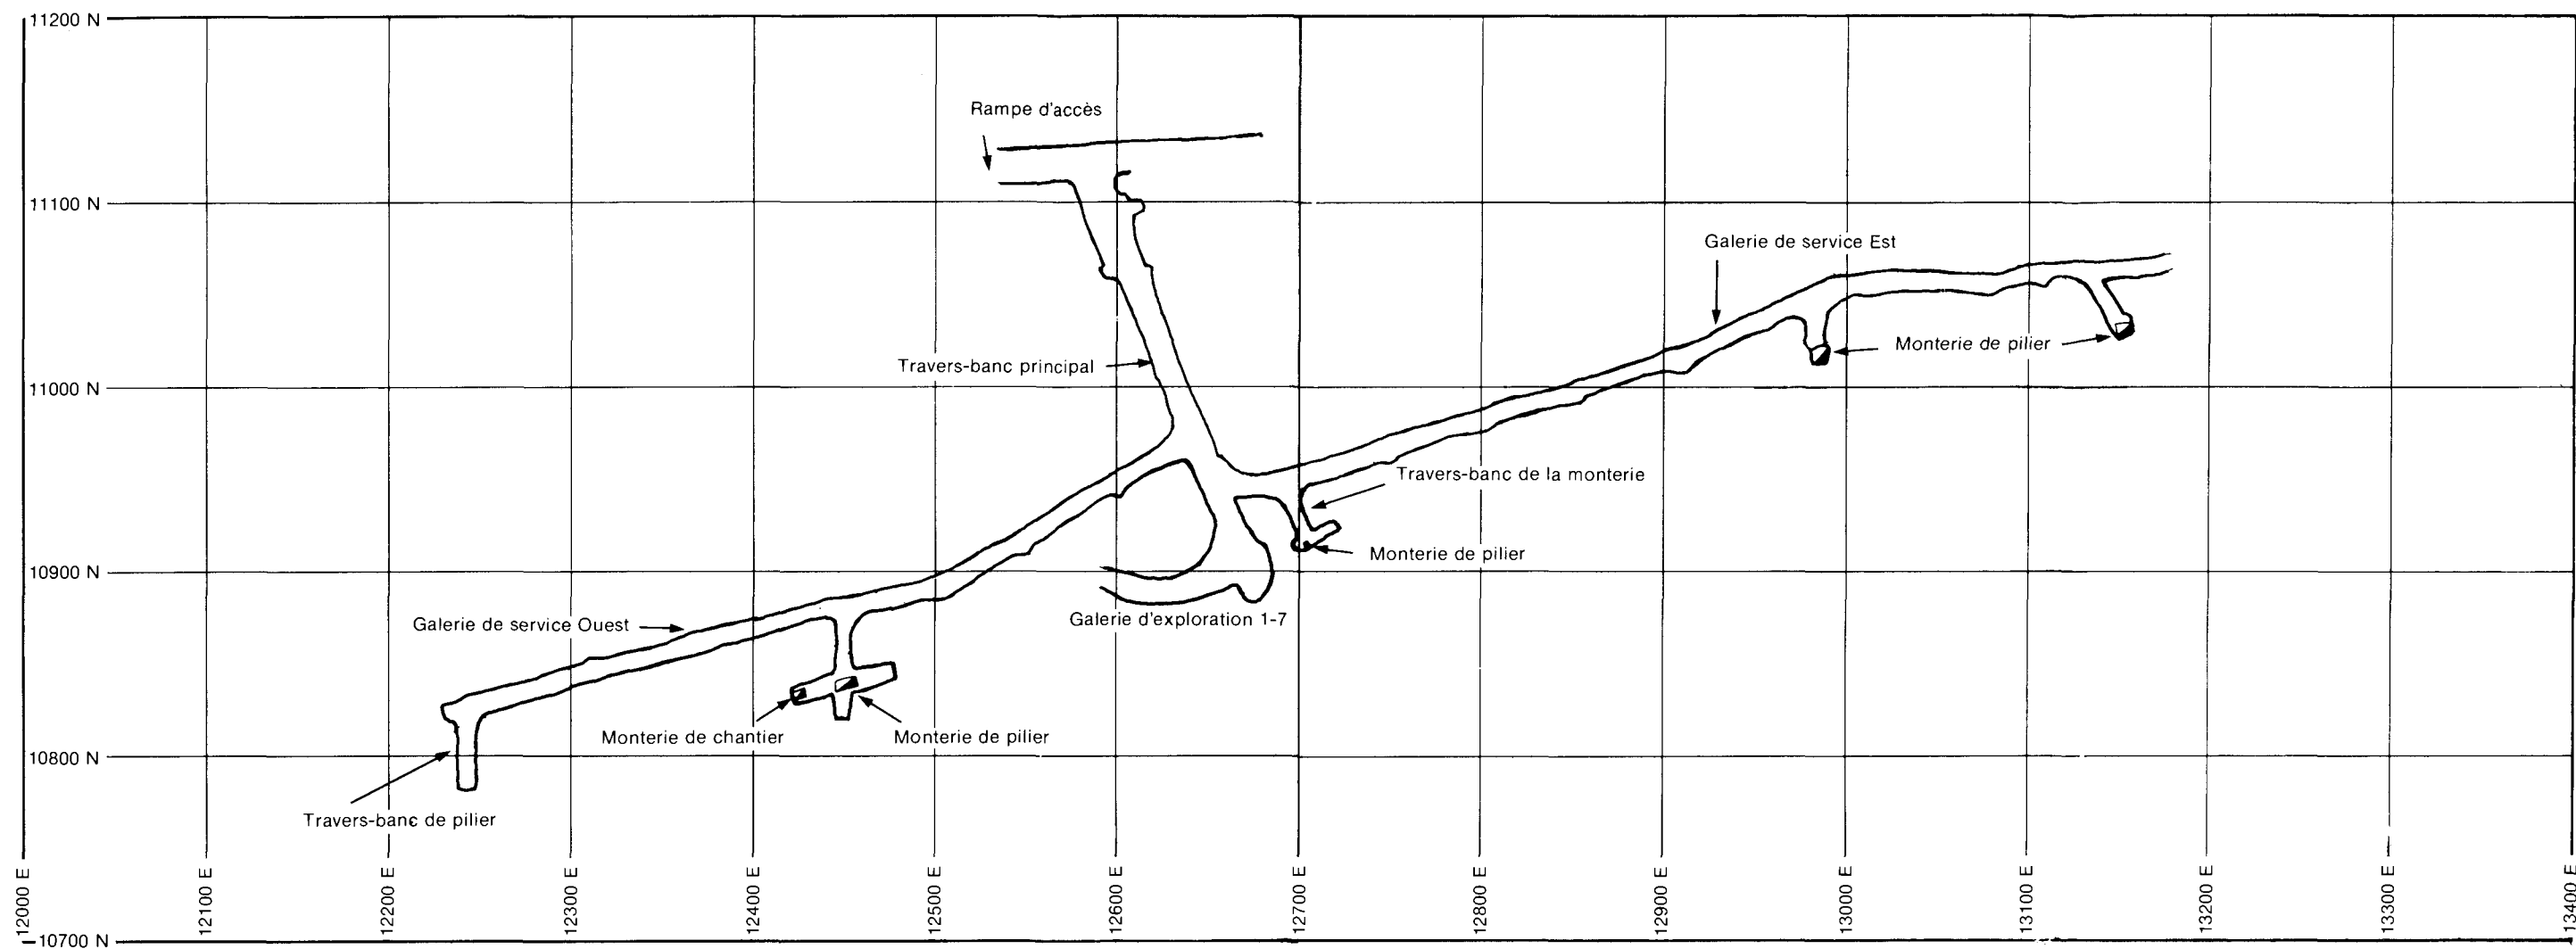 11200 N
Rampe d'accès
11100 N
Galerie de service Est
Monterie de pilier
Travers-banc principal
11000 N
Travers-banc de la monterie
Monterie de pilier
10900 N
Galerie d'exploration 1-7
Galerie de service Ouest
Monterie de chantier
Monterie de pilier
10800 N
Travers-banc de pilier
12000 E
12100 E
12200 E
12300 E
12400 E
12500 E
12600 E
12700 E
12800 E
12900 E
13000 E
13100 E
13200 E
13300 E
13400 E
10700 N